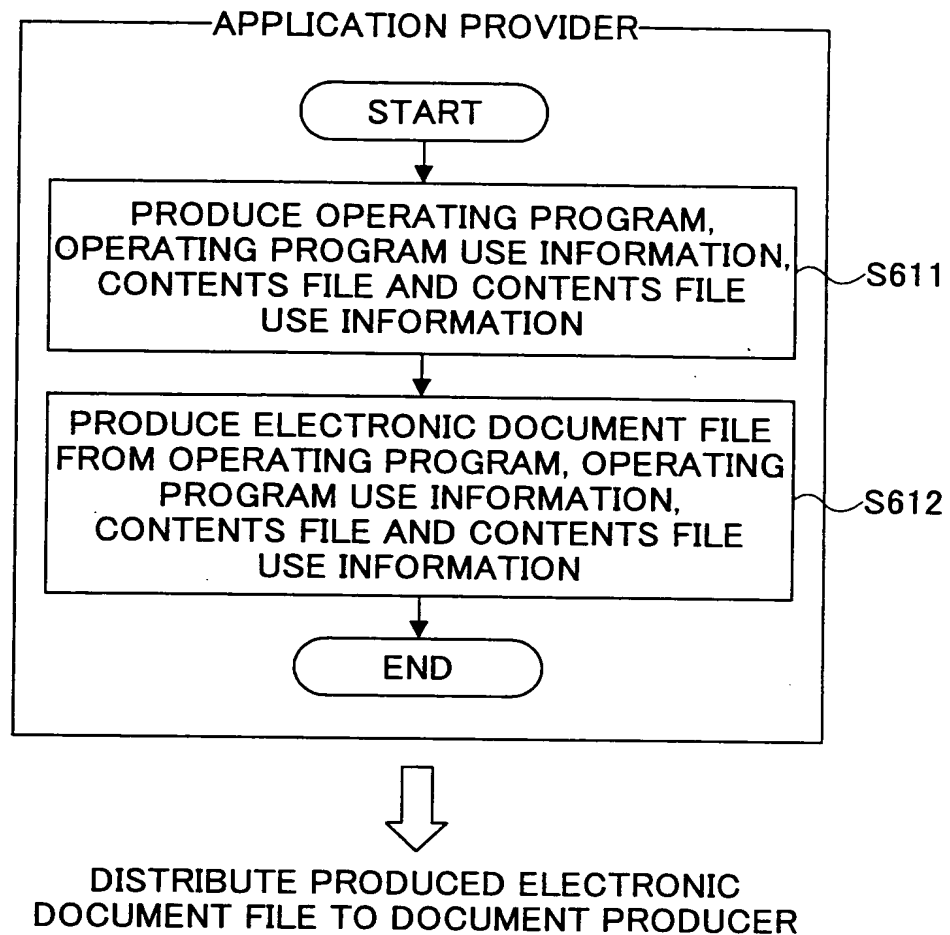 APPLICATION PROVIDER
START
PRODUCE OPERATING PROGRAM,
OPERATING PROGRAM USE INFORMATION,
CONTENTS FILE AND CONTENTS FILE
USE INFORMATION
S611
PRODUCE ELECTRONIC DOCUMENT FILE
FROM OPERATING PROGRAM, OPERATING
PROGRAM USE INFORMATION,
CONTENTS FILE AND CONTENTS FILE
USE INFORMATION
S612
END
DISTRIBUTE PRODUCED ELECTRONIC
DOCUMENT FILE TO DOCUMENT PRODUCER